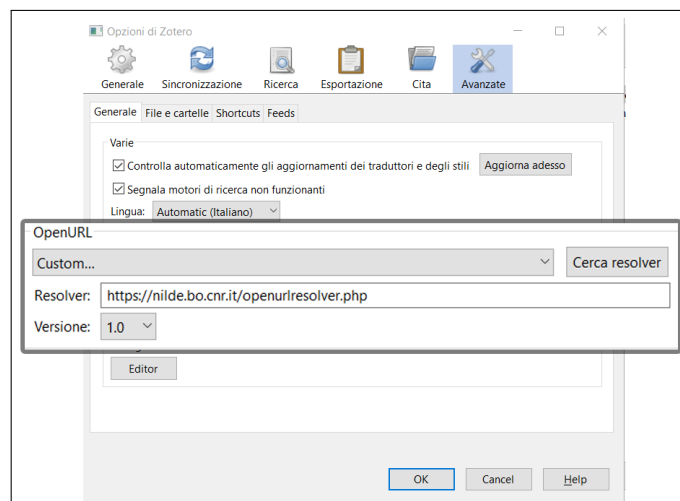 Opzioni di Zotero
Generale Sincronizzazione Ricerca Esportazione Cita Avanzate
Generale File e cartelle Shortcuts Feeds
Varie
Controlla automaticamente gli aggiornamenti dei traduttori e degli stili Aggiorna adesso
Segnala motori di ricerca non funzionanti
Lingua: Automatic (Italiano)
OpenURL
Custom... Cerca resolver
Resolver: https://nilde.bo.cnr.it/openurlresolver.php
Versione: 1.0
Editor
OK Cancel Help